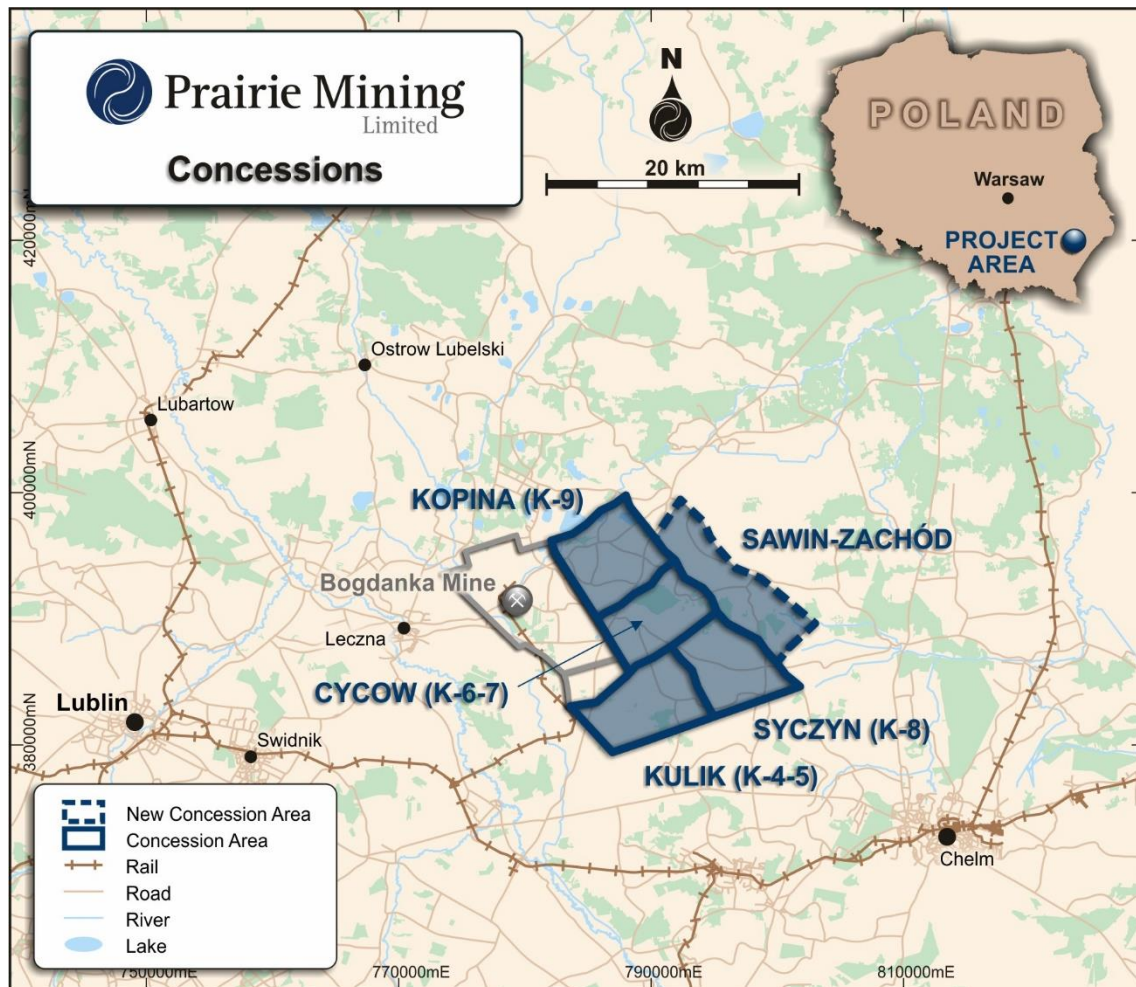 Prairie Mining
Limited
Concessions
N
20 km
POLAND
Warsaw
PROJECT
AREA
420000mN
400000mN
380000mN
Ostrow Lubelski
Lubartow
KOPINA (K-9)
SAWIN-ZACHÓD
Bogdanka Mine
Leczna
CYCOW (K-6-7)
Lublin
Swidnik
SYCZYN (K-8)
KULIK (K-4-5)
Chelm
New Concession Area
Concession Area
Rail
Road
River
Lake
750000mE
770000mE
790000mE
810000mE